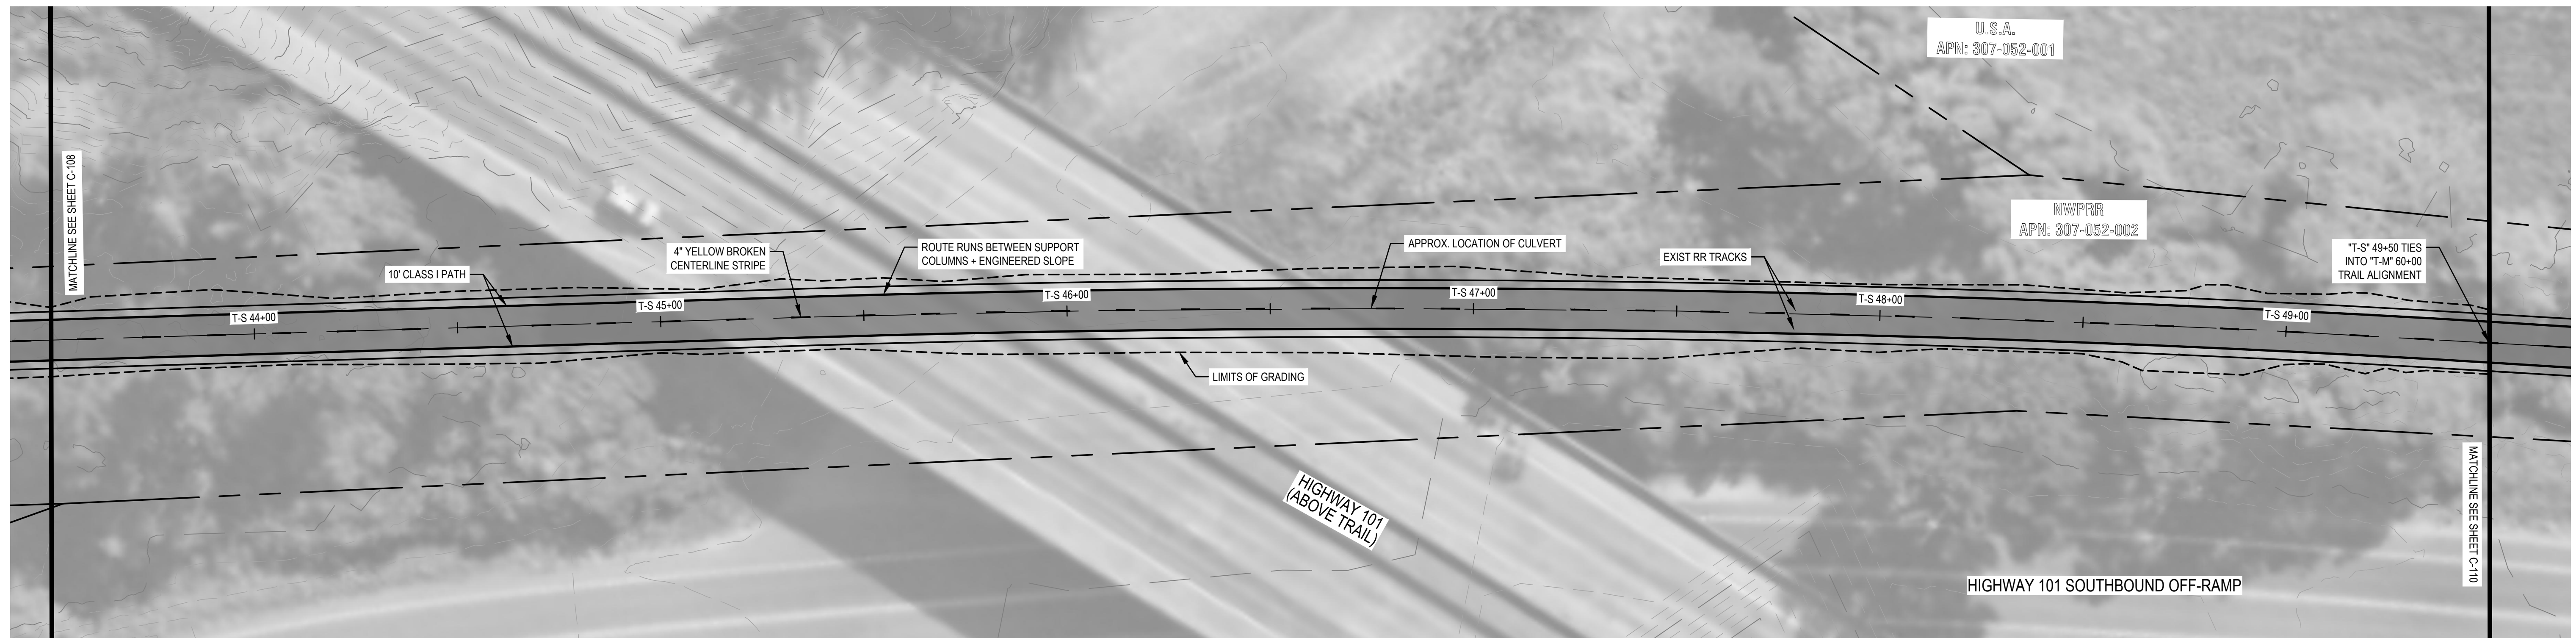 U.S.A.
APN: 307-052-001
MATCHLINE SEE SHEET C-108
NWPRR
APN: 307-052-002
4" YELLOW BROKEN
CENTERLINE STRIPE
ROUTE RUNS BETWEEN SUPPORT
COLUMNS + ENGINEERED SLOPE
APPROX. LOCATION OF CULVERT
EXIST RR TRACKS
"T-S" 49+50 TIES
INTO "T-M" 60+00
TRAIL ALIGNMENT
10' CLASS I PATH
T-S 44+00
T-S 45+00
T-S 46+00
T-S 47+00
T-S 48+00
T-S 49+00
LIMITS OF GRADING
HIGHWAY 101
(ABOVE TRAIL)
MATCHLINE SEE SHEET C-110
HIGHWAY 101 SOUTHBOUND OFF-RAMP